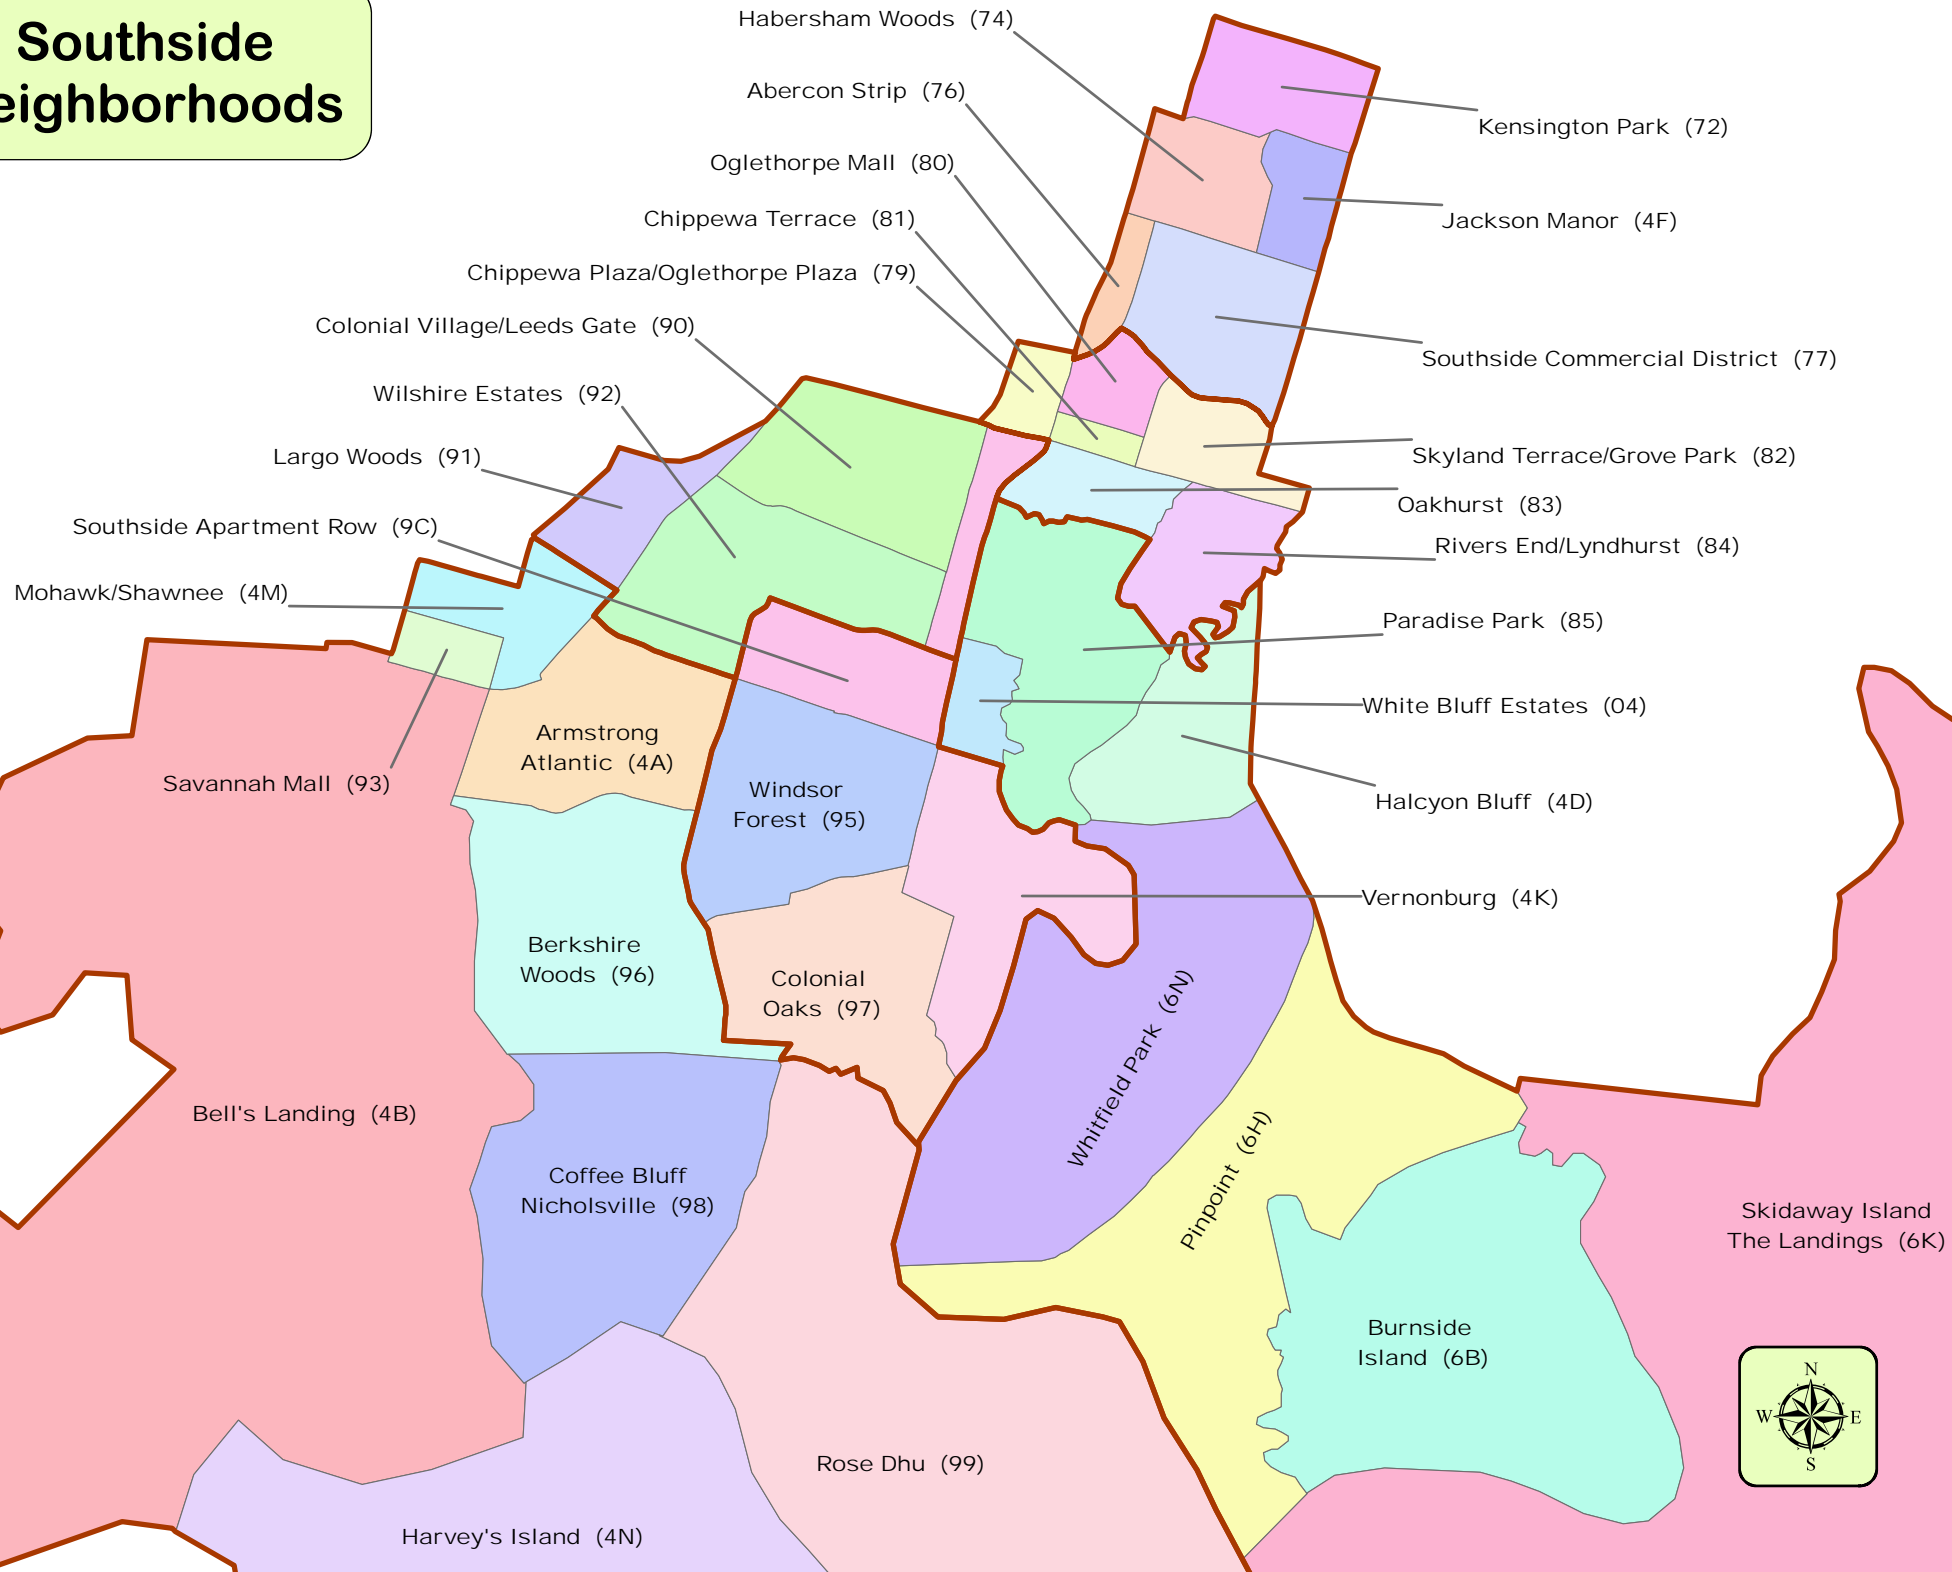 Southside
eighborhoods
Habersham Woods (74)
Abercon Strip (76)
Kensington Park (72)
Oglethorpe Mall (80)
Chippewa Terrace (81)
Jackson Manor (4F)
Chippewa Plaza/Oglethorpe Plaza (79)
Colonial Village/Leeds Gate (90)
Southside Commercial District (77)
Wilshire Estates (92)
Largo Woods (91)
Skyland Terrace/Grove Park (82)
Oakhurst (83)
Southside Apartment Row (9C)
Rivers End/Lyndhurst (84)
Mohawk/Shawnee (4M)
Paradise Park (85)
White Bluff Estates (04)
Armstrong
Atlantic (4A)
Savannah Mall (93)
Windsor
Forest (95)
Halcyon Bluff (4D)
Vernonburg (4K)
Berkshire
Woods (96)
Colonial
Oaks (97)
Whitfield Park (6N)
Bell's Landing (4B)
Pinpoint (6H)
Coffee Bluff
Nicholsville (98)
Skidaway Island
The Landings (6K)
Burnside
Island (6B)
N
W E
S
Rose Dhu (99)
Harvey's Island (4N)